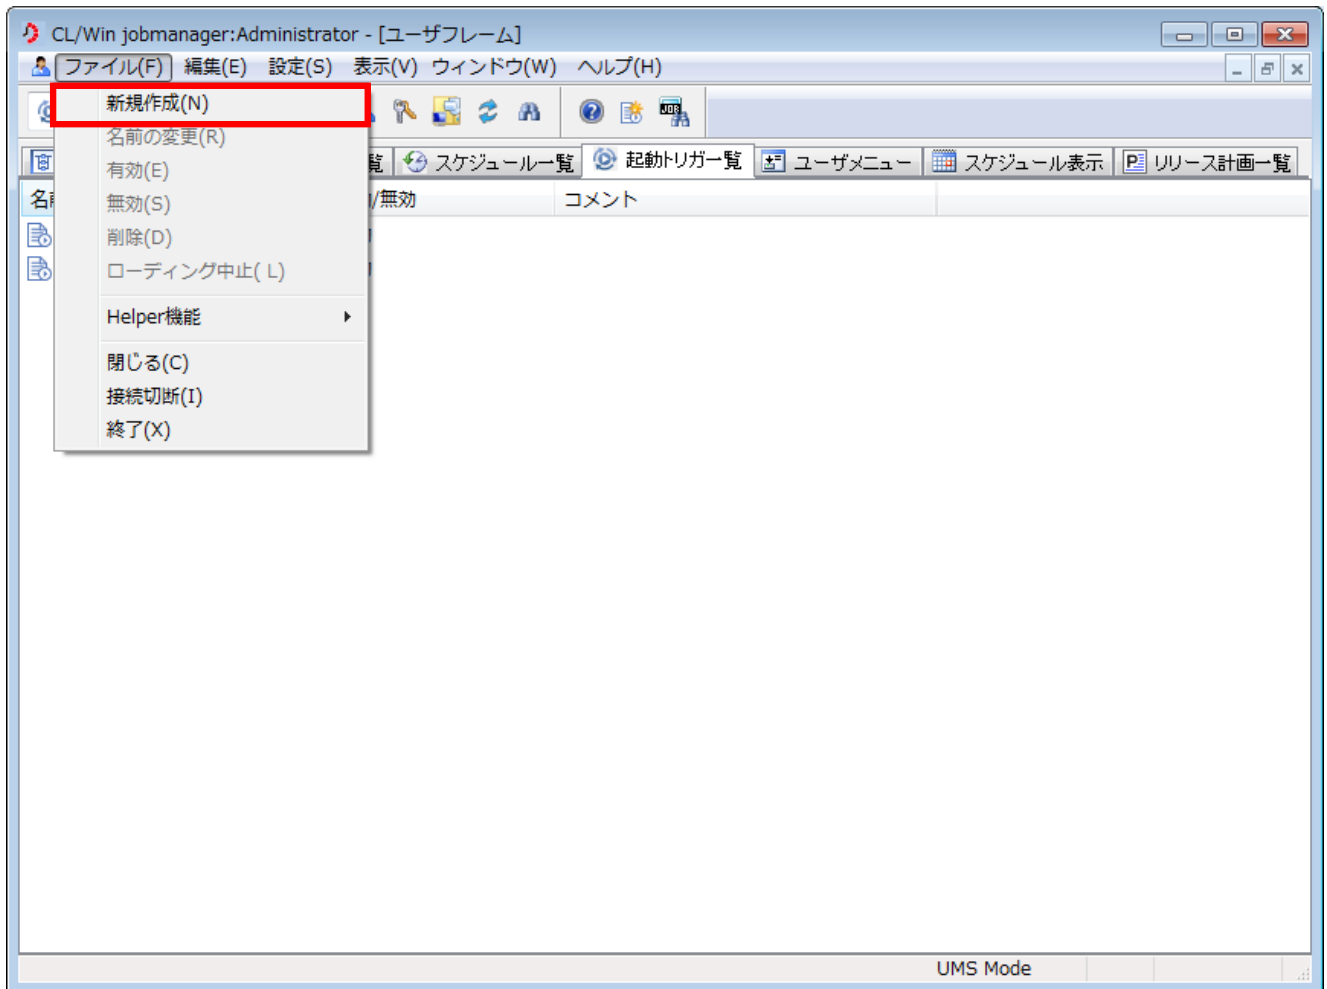 CL/Win jobmanager:Administrator - [ユーザフレーム]
ファイル(F) 編集(E) 設定(S) 表示(V) ウィンドウ(W) ヘルプ(H)
新規作成(N)
名前の変更(R)
有効(E)
無効(S)
削除(D)
ローディング中止( L)
Helper機能
閉じる(C)
接続切断(I)
終了(X)
覧 スケジュール一覧 起動トリガー覧 ユーザメニュー スケジュール表示 リリース計画一覧
/無効 コメント
UMS Mode